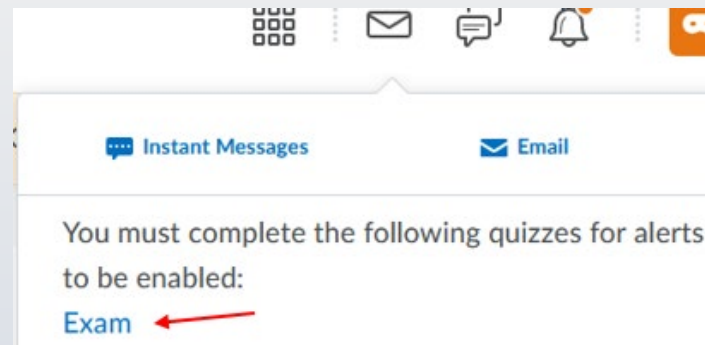 Instant Messages
Email
You must complete the following quizzes for alerts
to be enabled:
Exam